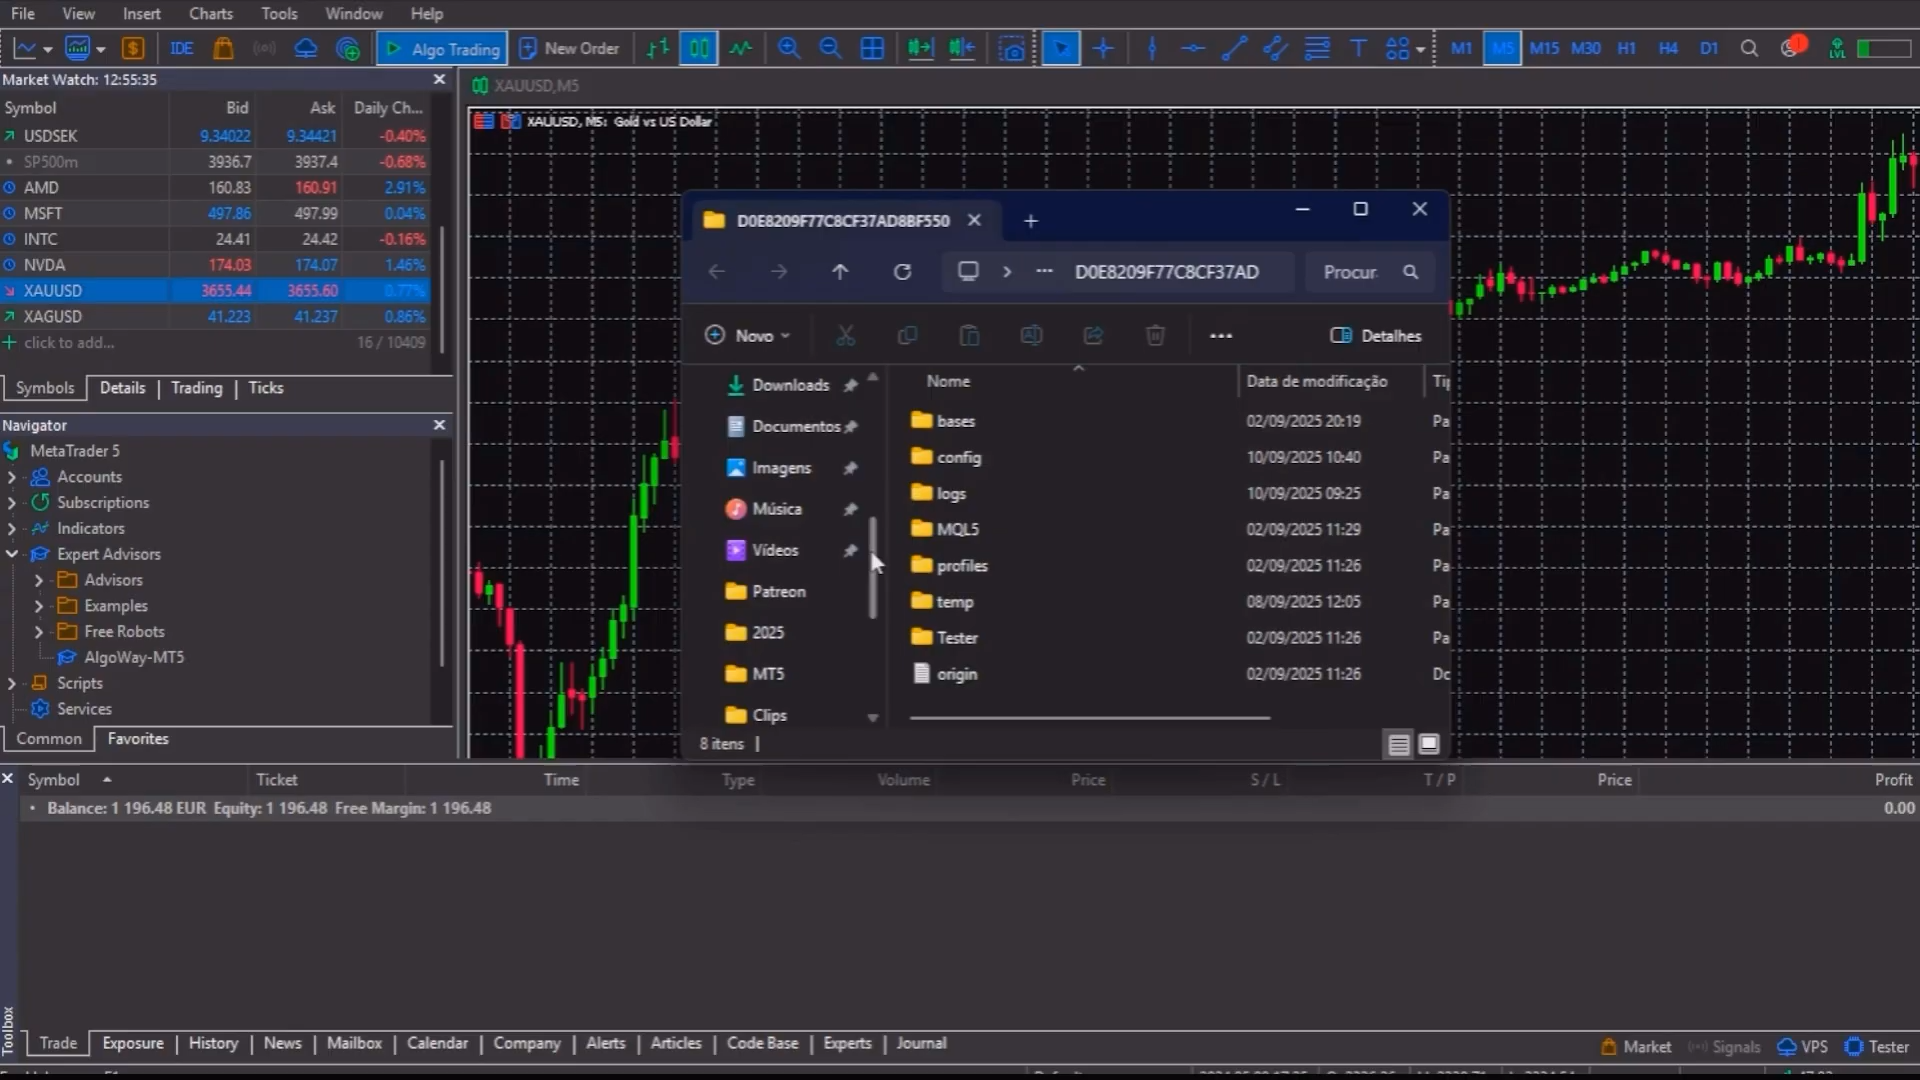 File View Insert Charts Tools Window Help
IDE Algo Trading New Order T M1 M5 M15 M30 H1 H4 D1 LVL
Market Watch: 12:55:35
Symbol Bid Ask Daily Ch...
USDSEK 9.34022 9.34421 -0.40%
SP500m 3936.7 3937.4 -0.68%
AMD 160.83 160.91 2.91%
MSFT 497.86 497.99 0.04%
INTC 24.41 24.42 -0.16%
NVDA 174.03 174.07 1.46%
XAUUSD 3655.44 3655.60 0.77%
XAGUSD 41.223 41.237 0.86%
click to add... 16 / 10409
Symbols Details Trading Ticks
Navigator
MetaTrader 5
Accounts
Subscriptions
Indicators
Expert Advisors
Advisors
Examples
Free Robots
AlgoWay-MT5
Scripts
Services
Common Favorites
XAUUSD,M5
XAUUSD, M5: Gold vs US Dollar
D0E8209F77C8CF37AD8BF550
D0E8209F77C8CF37AD Procur
Novo Detalhes
Downloads
Documentos
Imagens
Música
Vídeos
Patreon
2025
MT5
Clips
Nome Data de modificação
bases 02/09/2025 20:19 Pa
config 10/09/2025 10:40 Pa
logs 10/09/2025 09:25 Pa
MQL5 02/09/2025 11:29 Pa
profiles 02/09/2025 11:26 Pa
temp 08/09/2025 12:05 Pa
Tester 02/09/2025 11:26 Pa
origin 02/09/2025 11:26 Dc
8 itens
Symbol Ticket Time Type Volume Price S / L T / P Price Profit
Balance: 1 196.48 EUR Equity: 1 196.48 Free Margin: 1 196.48 0.00
Toolbox
Trade Exposure History News Mailbox Calendar Company Alerts Articles Code Base Experts Journal
Market Signals VPS Tester